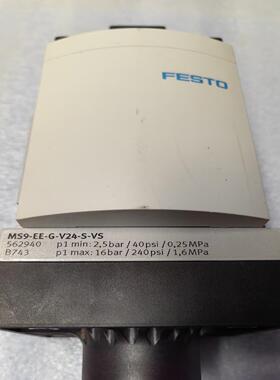 FESTO
MS9-EE-G-V24-S-VS
562940 p1 min: 2,5bar / 40psi / 0,25MPa
B743 p1 max: 16bar / 240psi / 1,6MPa